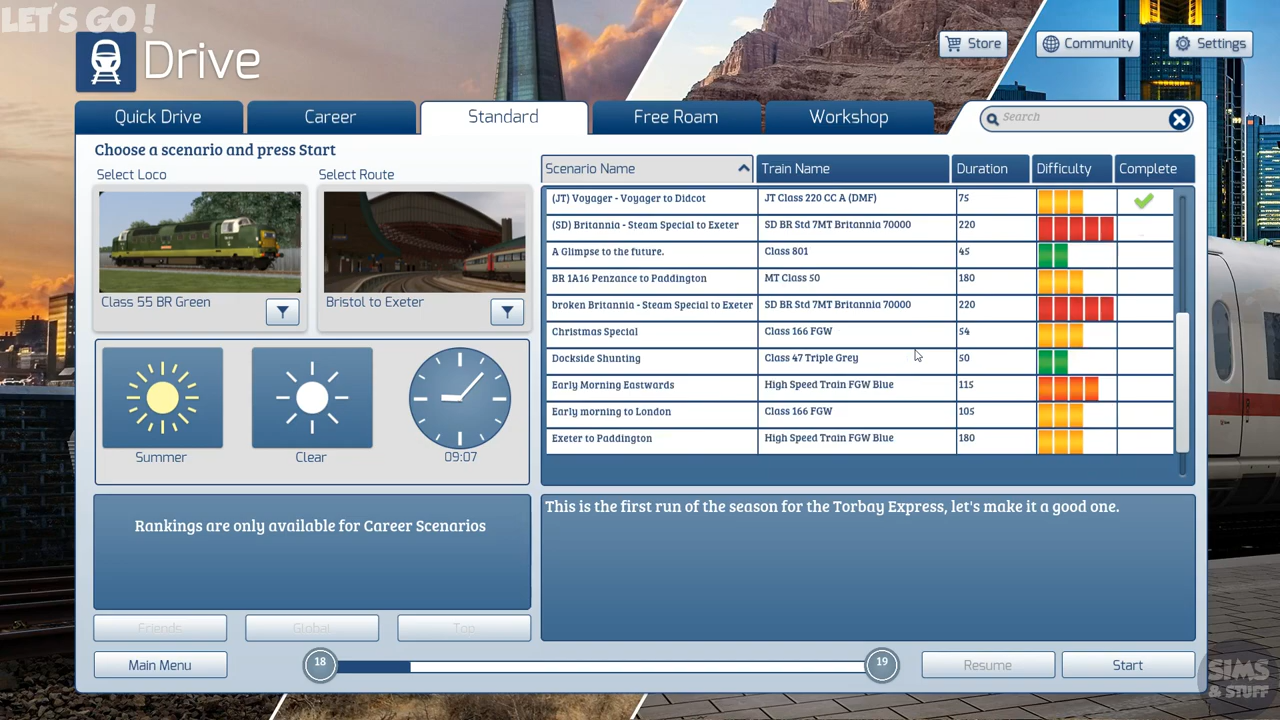 LET'S GO !
Drive
Store
Community
Settings
Quick Drive
Career
Standard
Free Roam
Workshop
Search
Choose a scenario and press Start
Select Loco
Select Route
Class 55 BR Green
Bristol to Exeter
Summer
Clear
09:07
Rankings are only available for Career Scenarios
Friends
Global
Top
Main Menu
Scenario Name Train Name Duration Difficulty Complete
(JT) Voyager - Voyager to Didcot JT Class 220 CC A (DMF) 75
(SD) Britannia - Steam Special to Exeter SD BR Std 7MT Britannia 70000 220
A Glimpse to the future. Class 801 45
BR 1A16 Penzance to Paddington MT Class 50 180
broken Britannia - Steam Special to Exeter SD BR Std 7MT Britannia 70000 220
Christmas Special Class 166 FGW 54
Dockside Shunting Class 47 Triple Grey 50
Early Morning Eastwards High Speed Train FGW Blue 115
Early morning to London Class 166 FGW 105
Exeter to Paddington High Speed Train FGW Blue 180
This is the first run of the season for the Torbay Express, let's make it a good one.
18
19
Resume
Start
SIMS
& STUFF